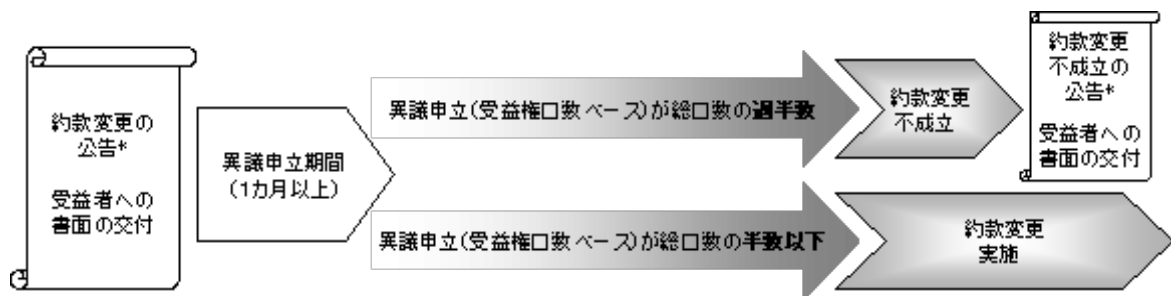 約款変更の
公告*
受益者への
書面の交付
異議申立期間
(1カ月以上)
異議申立(受益権口数ベース)が総口数の過半数
約款変更
不成立
約款変更
不成立の
公告*
受益者への
書面の交付
異議申立(受益権口数ベース)が総口数の半数以下
約款変更
実施